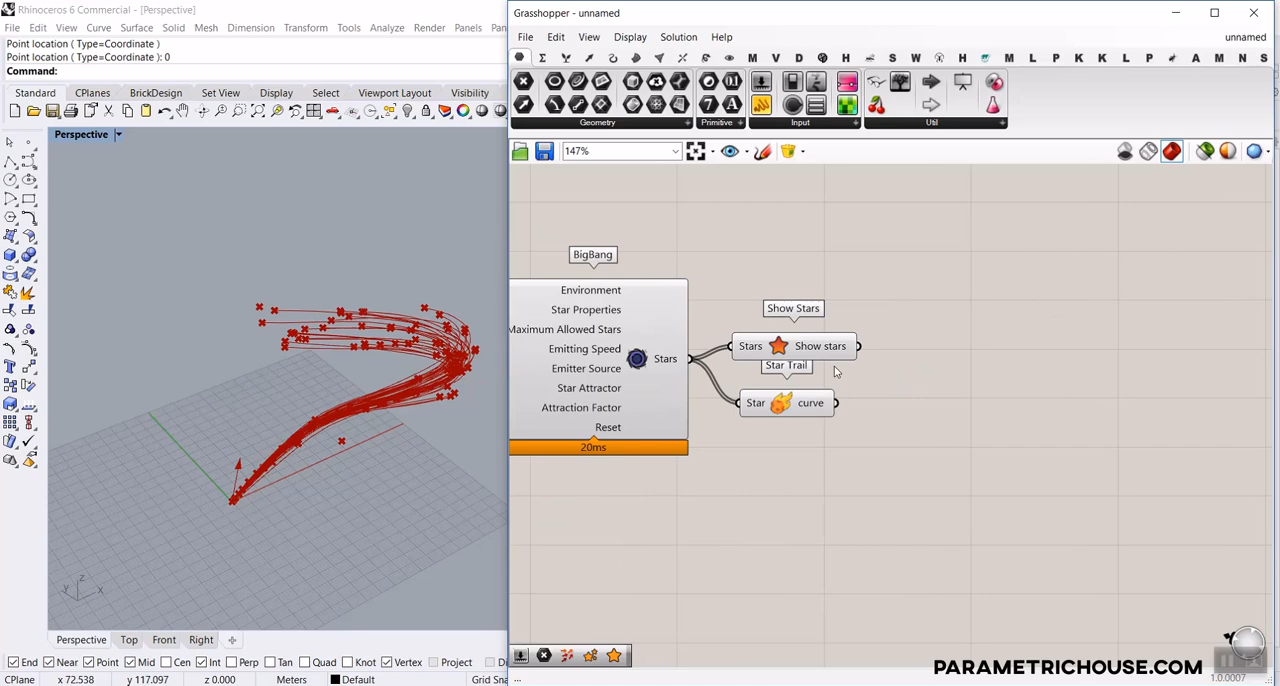 Rhinoceros 6 Commercial - [Perspective]
File Edit View Curve Surface Solid Mesh Dimension Transform Tools Analyze Render Panels
Point location ( Type=Coordinate )
Point location ( Type=Coordinate ): 0
Command:
Standard CPlanes BrickDesign Set View Display Select Viewport Layout Visibility
Perspective
z
y
x
Perspective Top Front Right
End Near Point Mid Cen Int Perp Tan Quad Knot Vertex Project
CPlane x 72.538 y 117.097 z 0.000 Meters Default Grid Snap
Grasshopper - unnamed
File Edit View Display Solution Help unnamed
M V D H S W H M L P K L P A M N S
Geometry Primitive Input Util
147%
BigBang
Environment
Star Properties
Maximum Allowed Stars
Emitting Speed
Emitter Source
Star Attractor
Attraction Factor
Reset
Stars
20ms
Show Stars
Stars Show stars
Star Trail
Star curve
PARAMETRICHOUSE.COM
1.0.0007